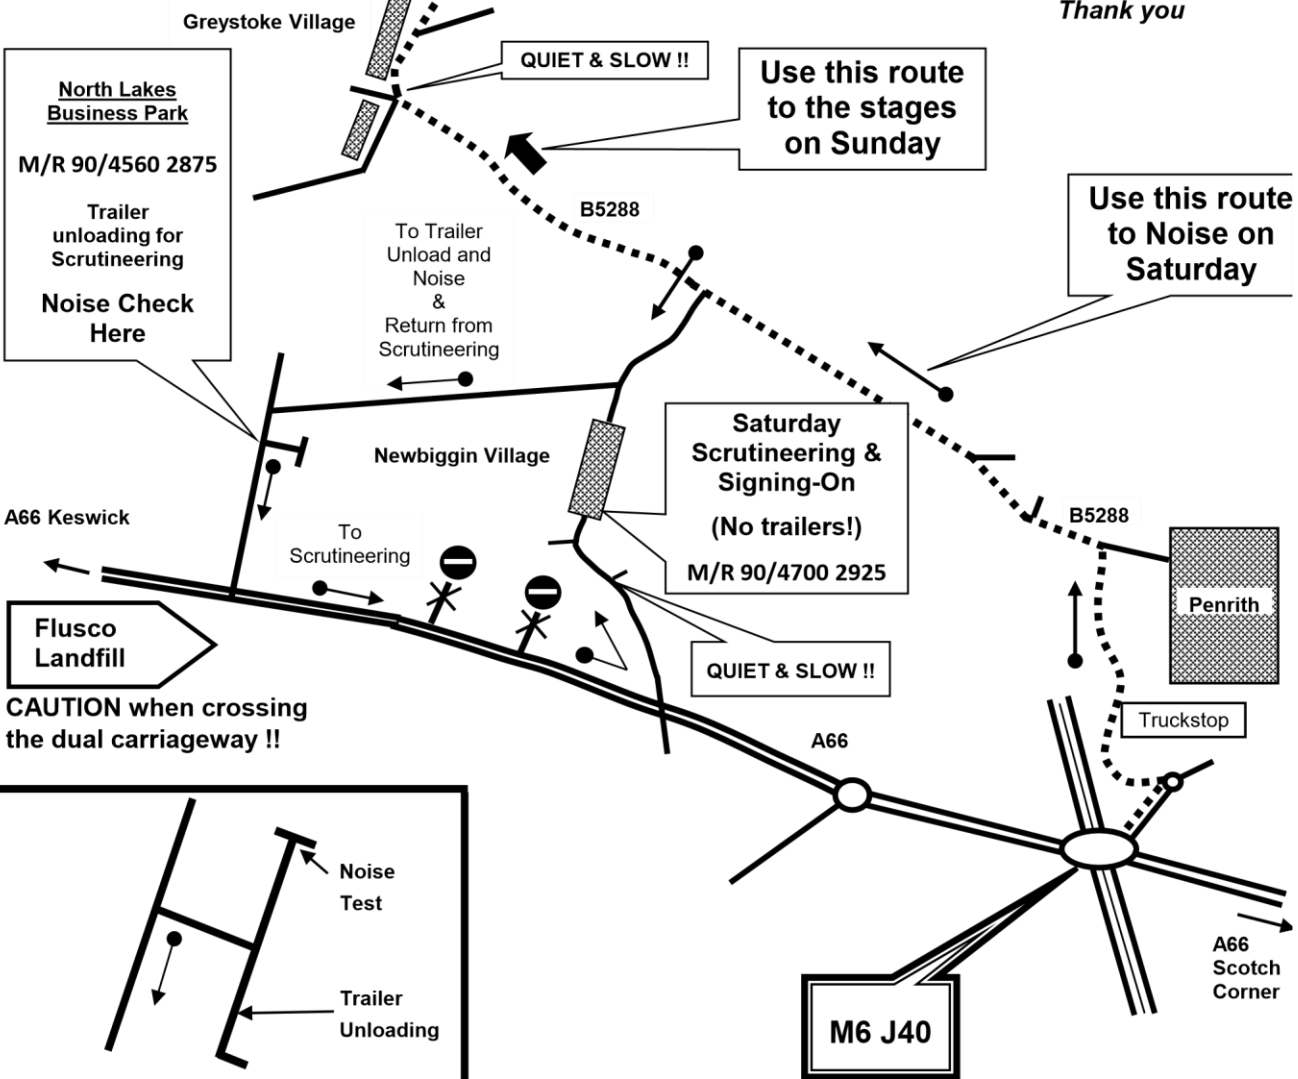 Thank you
Greystoke Village
QUIET & SLOW !!
Use this route
to the stages
on Sunday
North Lakes
Business Park
M/R 90/4560 2875
Trailer
unloading for
Scrutineering
Noise Check
Here
B5288
Use this route
to Noise on
Saturday
To Trailer
Unload and
Noise
&
Return from
Scrutineering
Newbiggin Village
Saturday
Scrutineering &
Signing-On
(No trailers!)
M/R 90/4700 2925
A66 Keswick
To
Scrutineering
B5288
Penrith
Flusco
Landfill
QUIET & SLOW !!
CAUTION when crossing
the dual carriageway !!
Truckstop
A66
Noise
Test
Trailer
Unloading
M6 J40
A66
Scotch
Corner